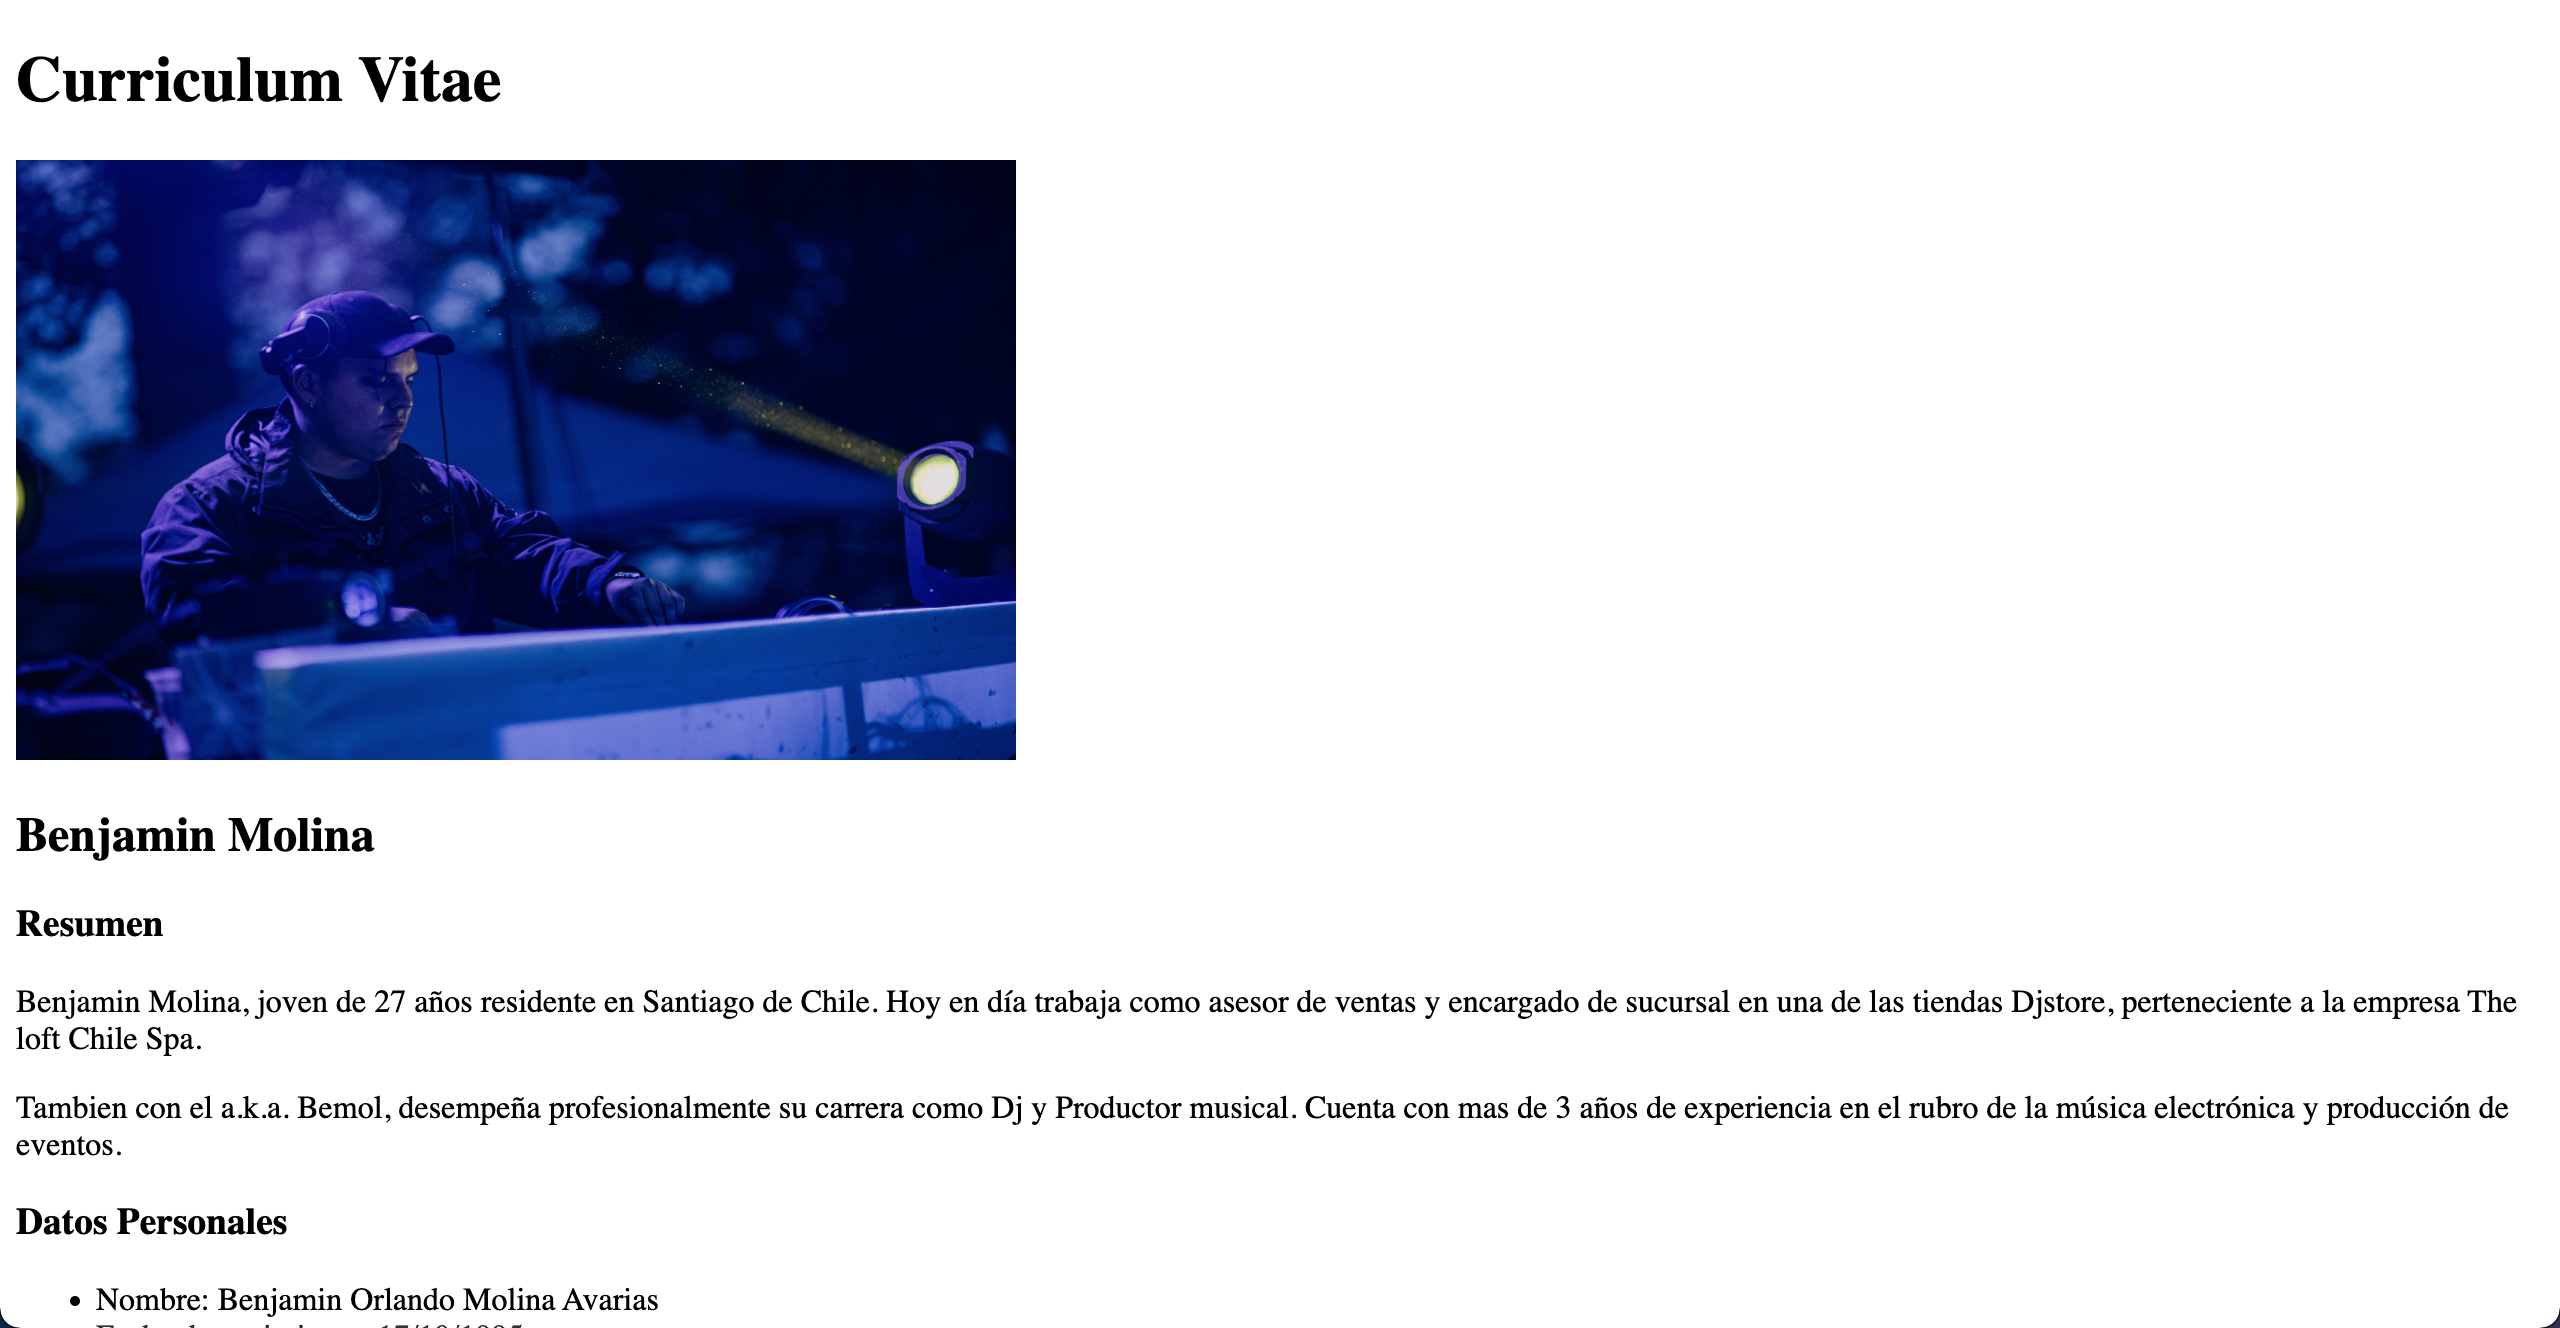 Curriculum Vitae
Benjamin Molina
Resumen
Benjamin Molina, joven de 27 años residente en Santiago de Chile. Hoy en día trabaja como asesor de ventas y encargado de sucursal en una de las tiendas Djstore, perteneciente a la empresa The
loft Chile Spa.
Tambien con el a.k.a. Bemol, desempeña profesionalmente su carrera como Dj y Productor musical. Cuenta con mas de 3 años de experiencia en el rubro de la música electrónica y producción de
eventos.
Datos Personales
• Nombre: Benjamin Orlando Molina Avarias